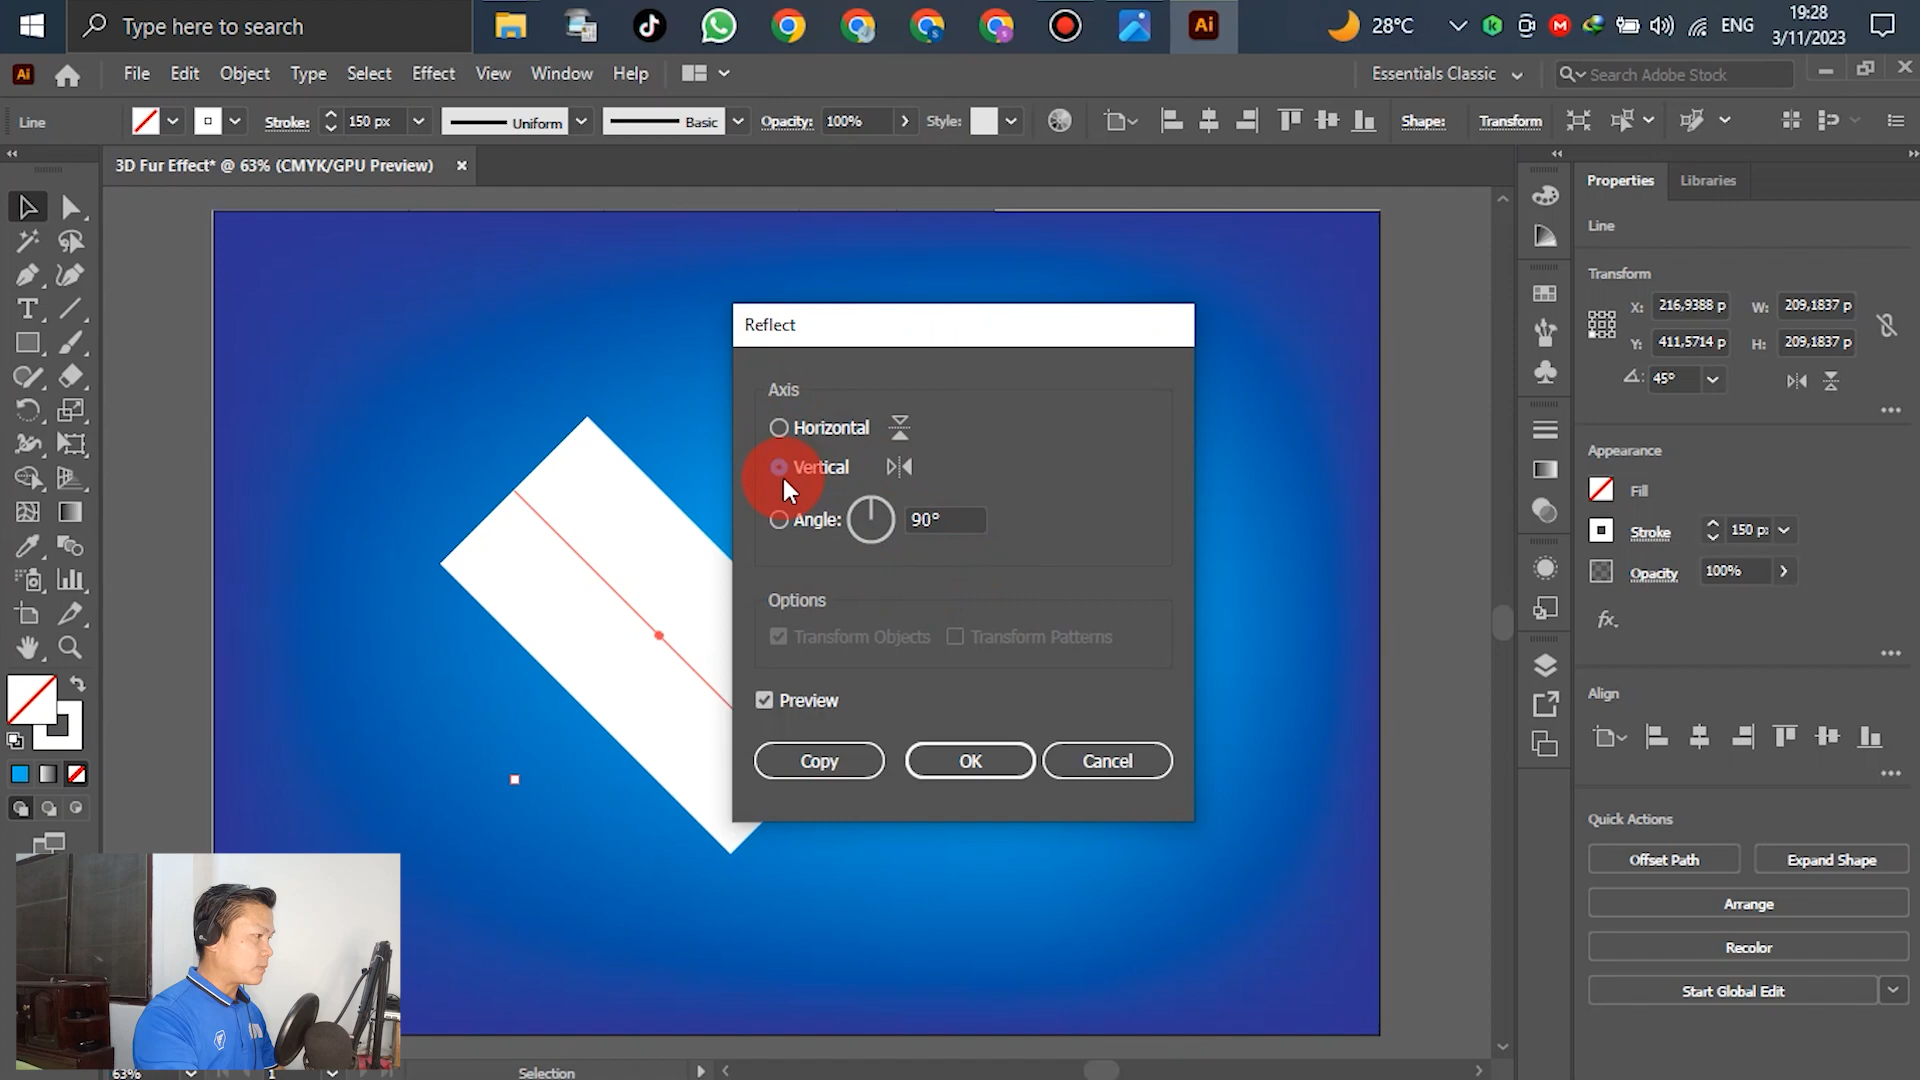 Type here to search
28°C
ENG
19:28
3/11/2023
Ai
File Edit Object Type Select Effect View Window Help
Essentials Classic
Search Adobe Stock
Line
Stroke: 150 px
Uniform
Basic
Opacity: 100%
Style:
Shape:
Transform
3D Fur Effect* @ 63% (CMYK/GPU Preview)
Properties
Libraries
Line
Transform
X: 216,9388 p
W: 209,1837 p
Y: 411,5714 p
H: 209,1837 p
45°
Appearance
Fill
Stroke 150 p
Opacity 100%
fx.
Align
Quick Actions
Offset Path
Expand Shape
Arrange
Recolor
Start Global Edit
Reflect
Axis
Horizontal
Vertical
Angle: 90°
Options
Transform Objects
Transform Patterns
Preview
Copy
OK
Cancel
63%
1
Selection